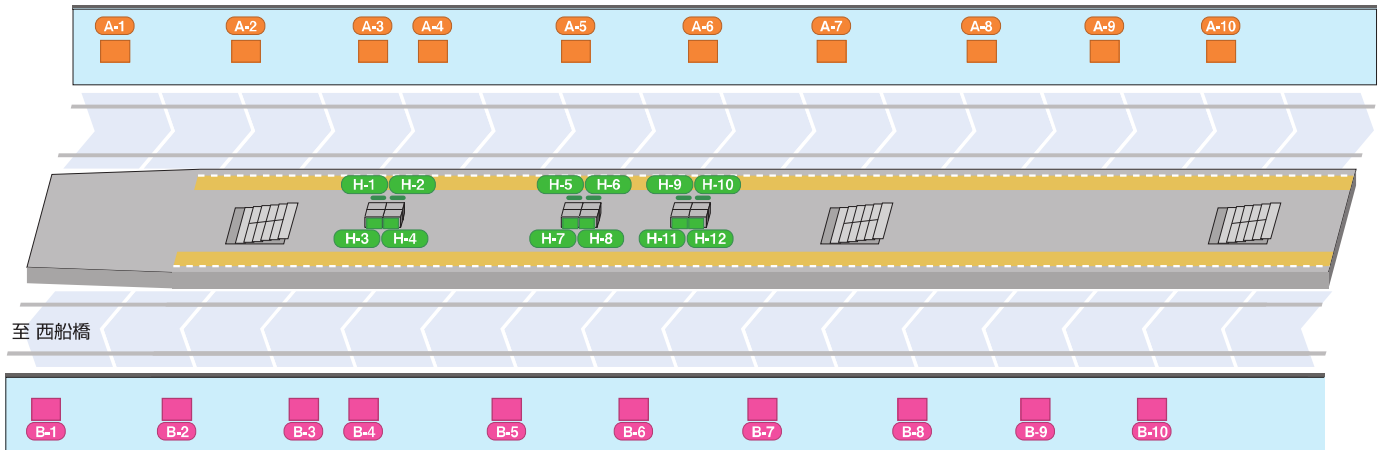 A-1 A-2 A-3 A-4 A-5 A-6 A-7 A-8 A-9 A-10
H-1 H-2 H-5 H-6 H-9 H-10
H-3 H-4 H-7 H-8 H-11 H-12
至 西船橋
B-1 B-2 B-3 B-4 B-5 B-6 B-7 B-8 B-9 B-10